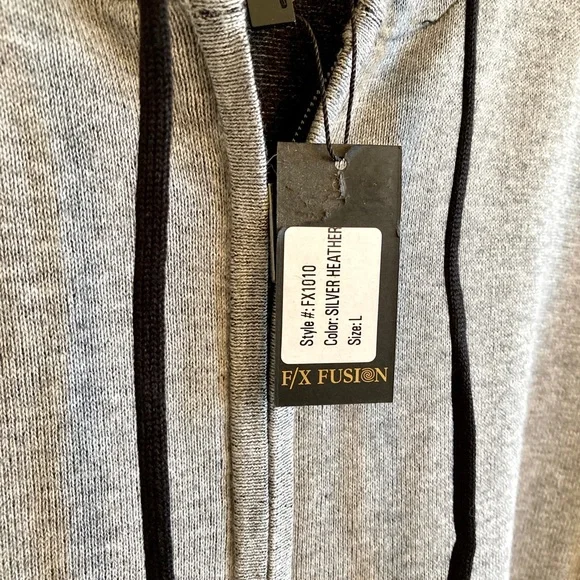 Style #: FX1010
Color: SILVER HEATHER
Size: L
F/X FUSION